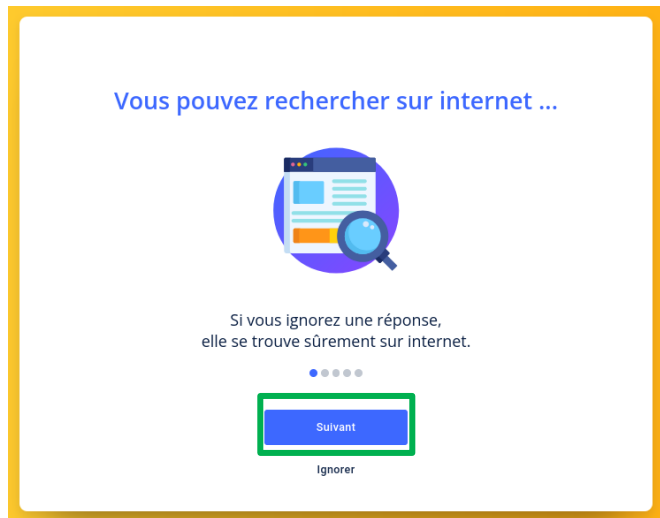 Vous pouvez rechercher sur internet ...
Si vous ignorez une réponse,
elle se trouve sûrement sur internet.
Suivant
Ignorer